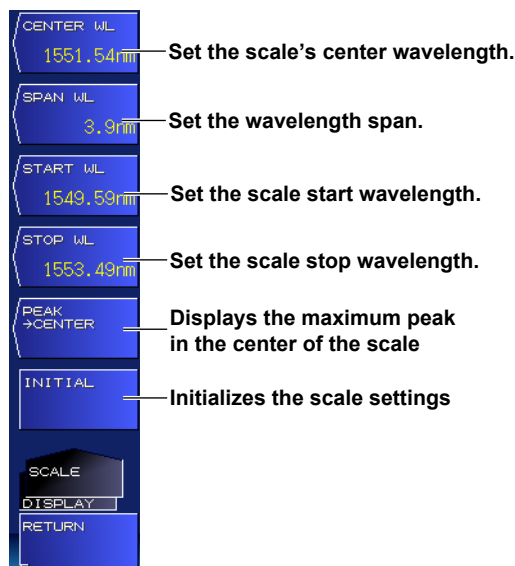 CENTER WL
1551.54nm
Set the scale's center wavelength.
SPAN WL
3.9nm
Set the wavelength span.
START WL
1549.59nm
Set the scale start wavelength.
STOP WL
1553.49nm
Set the scale stop wavelength.
PEAK
→CENTER
Displays the maximum peak
in the center of the scale
INITIAL
Initializes the scale settings
SCALE
DISPLAY
RETURN